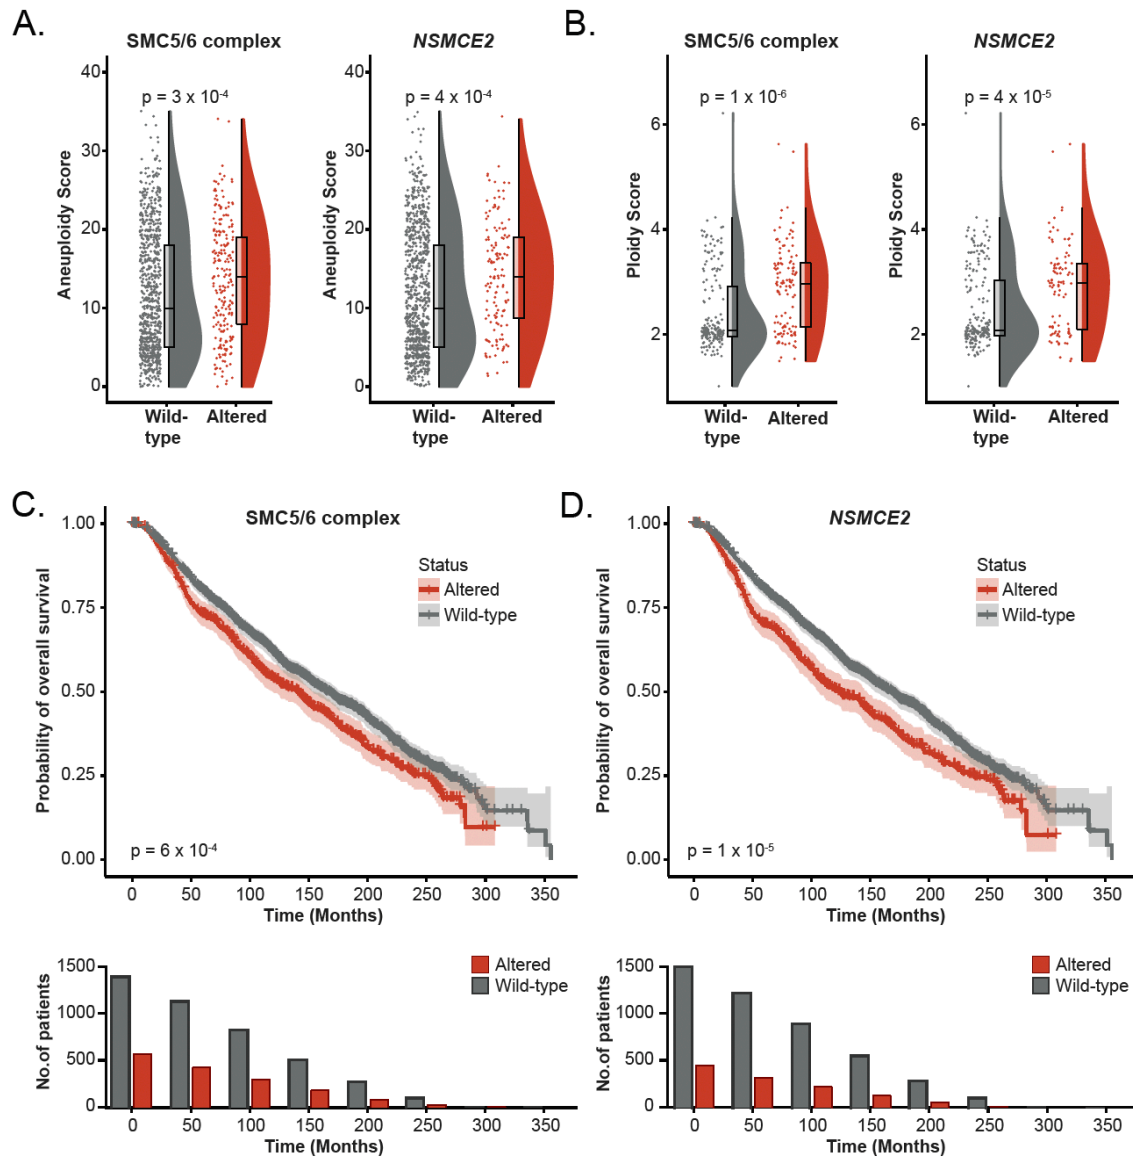 A.
SMC5/6 complex
NSMCE2
B.
SMC5/6 complex
NSMCE2
Aneuploidy Score
40
30
20
10
0
p = 3 x 10-4
Wild-
type
Altered
Aneuploidy Score
40
30
20
10
0
p = 4 x 10-4
Wild-
type
Altered
Ploidy Score
6
4
2
p = 1 x 10-6
Wild-
type
Altered
Ploidy Score
6
4
2
p = 4 x 10-5
Wild-
type
Altered
C.
SMC5/6 complex
Probability of overall survival
1.00
0.75
0.50
0.25
0.00
Status
Altered
Wild-type
p = 6 x 10-4
0 50 100 150 200 250 300 350
Time (Months)
D.
NSMCE2
Probability of overall survival
1.00
0.75
0.50
0.25
0.00
Status
Altered
Wild-type
p = 1 x 10-5
0 50 100 150 200 250 300 350
Time (Months)
No.of patients
1500
1000
500
0
Altered
Wild-type
0 50 100 150 200 250 300 350
Time (Months)
No.of patients
1500
1000
500
0
Altered
Wild-type
0 50 100 150 200 250 300 350
Time (Months)